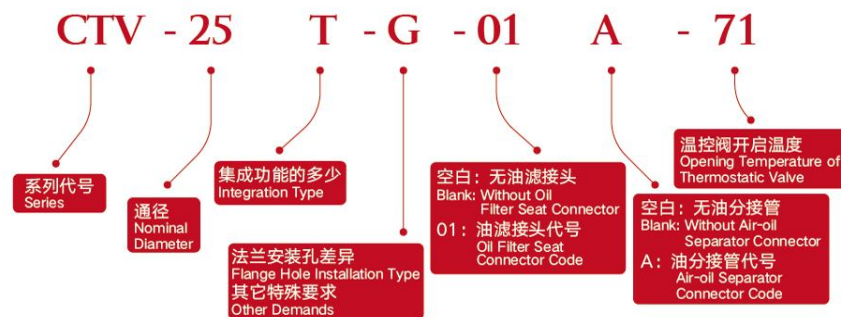 CTV - 25 T - G - 01 A - 71
系列代号
Series
通径
Nominal
Diameter
集成功能的多少
Integration Type
法兰安装孔差异
Flange Hole Installation Type
其它特殊要求
Other Demands
空白：无油滤接头
Blank: Without Oil
Filter Seat Connector
01：油滤接头代号
Oil Filter Seat
Connector Code
空白：无油分接管
Blank: Without Air-oil
Separator Connector
A：油分接管代号
Air-oil Separator
Connector Code
温控阀开启温度
Opening Temperature of
Thermostatic Valve